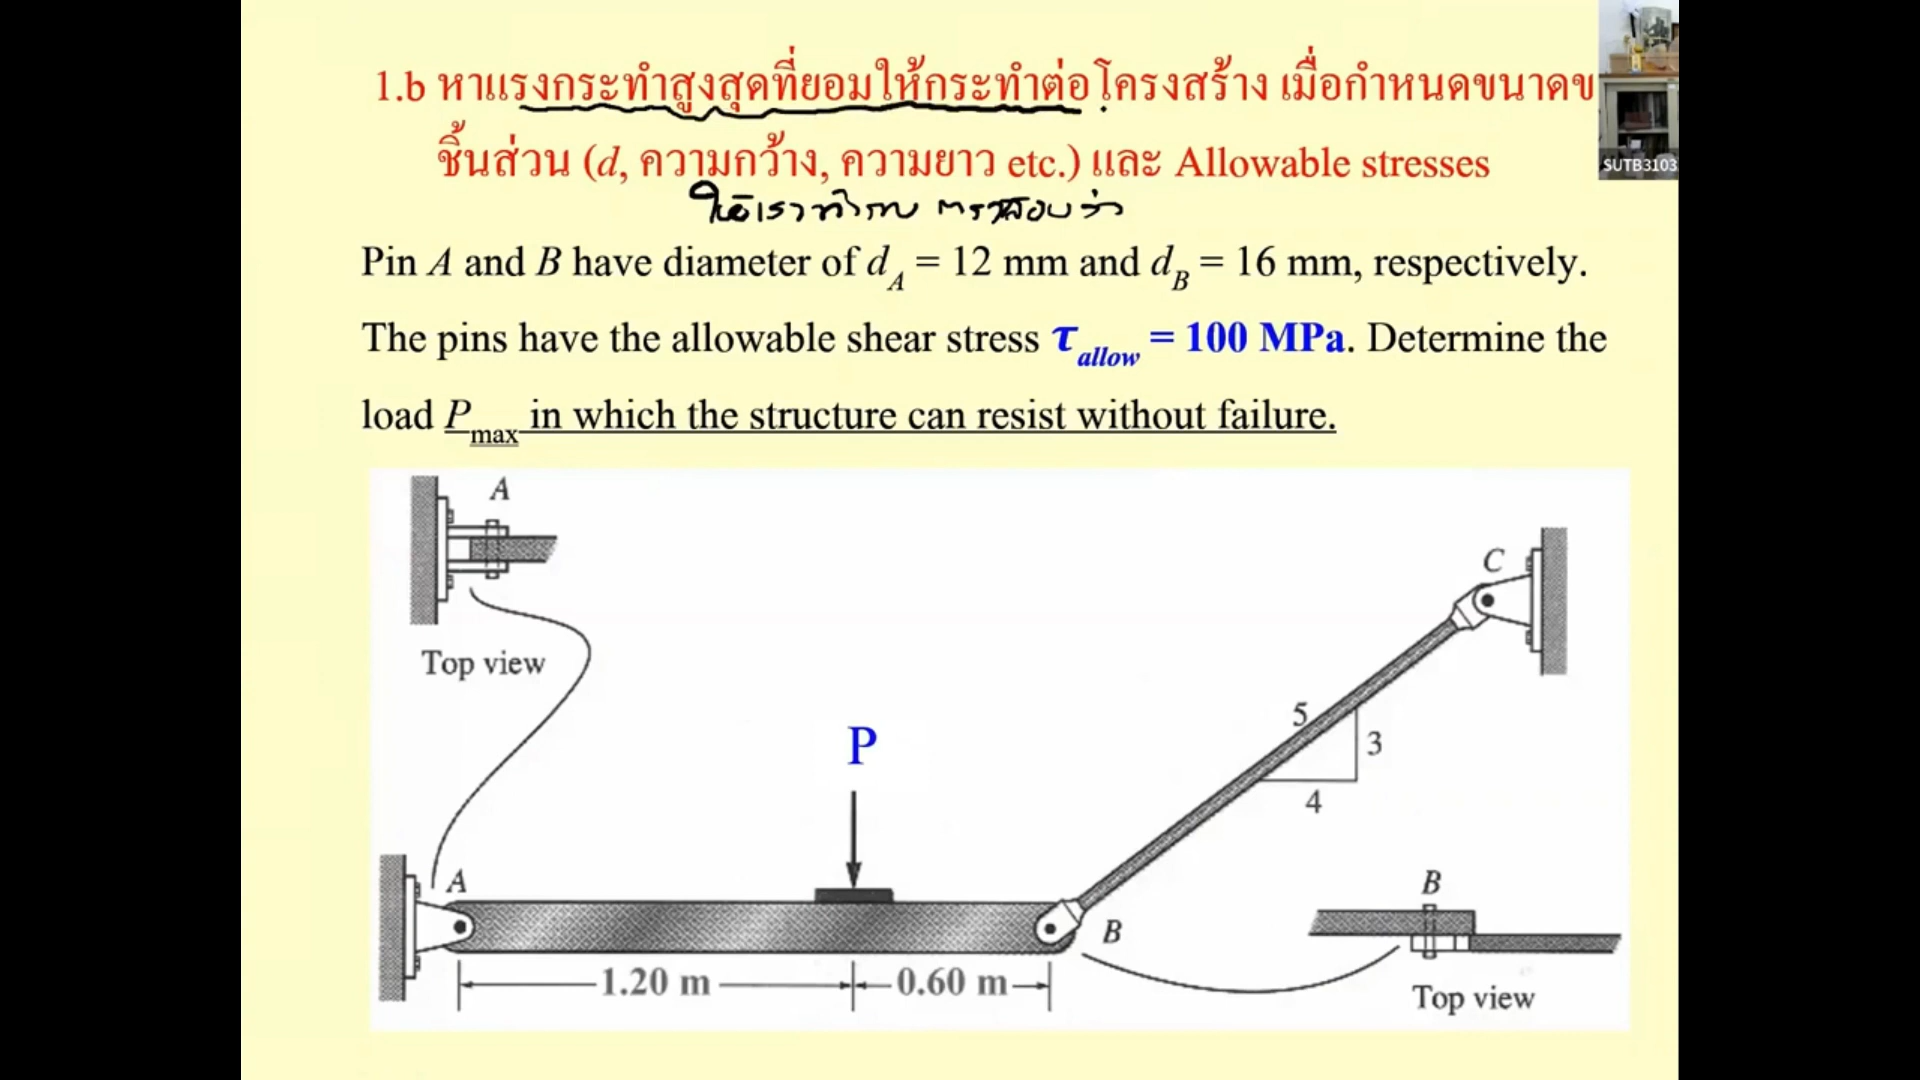 1.b หาแรงกระทำสูงสุดที่ยอมให้กระทำต่อโครงสร้าง เมื่อกำหนดขนาดข
ชิ้นส่วน (d, ความกว้าง, ความยาว etc.) และ Allowable stresses
SUTB3103
Pin A and B have diameter of dA = 12 mm and dB = 16 mm, respectively.
The pins have the allowable shear stress τallow = 100 MPa. Determine the
load Pmax in which the structure can resist without failure.
A
C
Top view
5
3
P
4
A
B
B
1.20 m
0.60 m
Top view